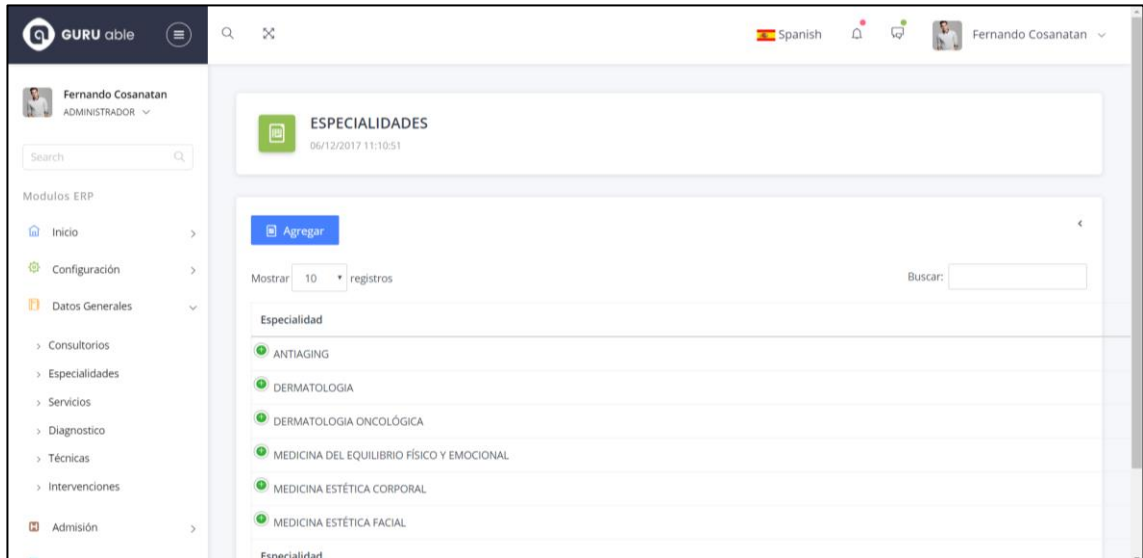 GURU able
Spanish
Fernando Cosanatan
Fernando Cosanatan
ADMINISTRADOR
Search
Modulos ERP
Inicio
Configuración
Datos Generales
Consultorios
Especialidades
Servicios
Diagnostico
Técnicas
Intervenciones
Admisión
ESPECIALIDADES
06/12/2017 11:10:51
Agregar
Mostrar 10 registros
Buscar:
Especialidad
ANTIAGING
DERMATOLOGIA
DERMATOLOGIA ONCOLÓGICA
MEDICINA DEL EQUILIBRIO FÍSICO Y EMOCIONAL
MEDICINA ESTÉTICA CORPORAL
MEDICINA ESTÉTICA FACIAL
Especialidad